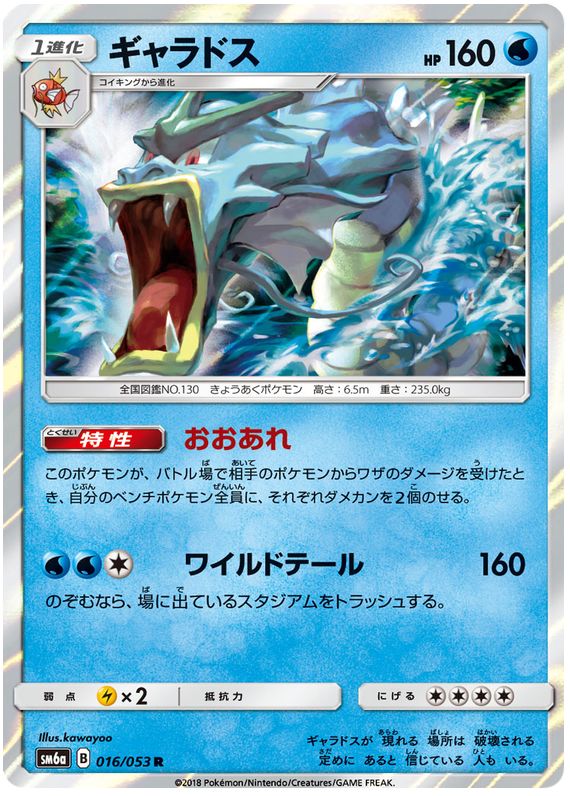 1進化
ギャラドス
HP 160
コイキングから進化
全国図鑑NO.130 きょうあくポケモン 高さ：6.5m 重さ：235.0kg
とくせい
特性 おおあれ
このポケモンが、バトル場で相手のポケモンからワザのダメージを受けたと
き、自分のベンチポケモン全員に、それぞれダメカンを2個のせる。
ワイルドテール 160
のぞむなら、場に出ているスタジアムをトラッシュする。
弱点 ×2 抵抗力 にげる
Illus.kawayoo
SM6a B 016/053 R
ギャラドスが 現れる 場所は 破壊される
定めに あると 信じている 人も いる。
©2018 Pokémon/Nintendo/Creatures/GAME FREAK.